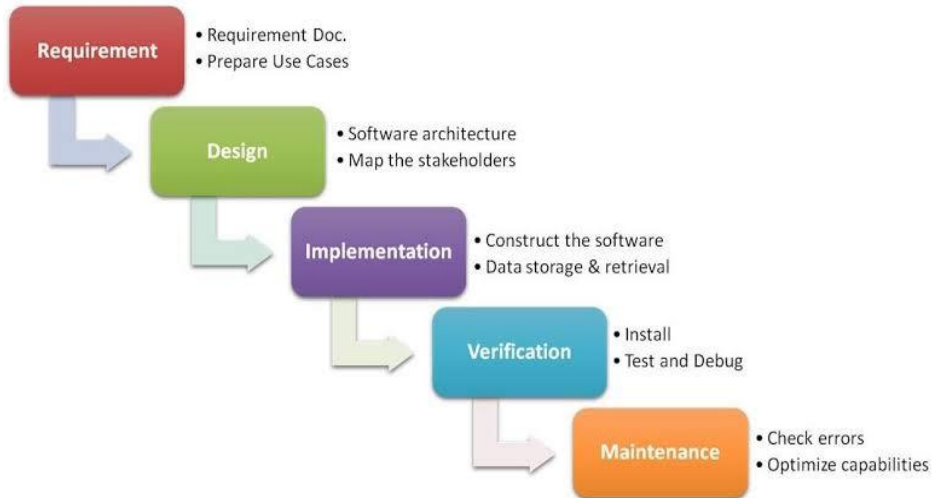 Requirement
• Requirement Doc.
• Prepare Use Cases
Design
• Software architecture
• Map the stakeholders
Implementation
• Construct the software
• Data storage & retrieval
Verification
• Install
• Test and Debug
Maintenance
• Check errors
• Optimize capabilities